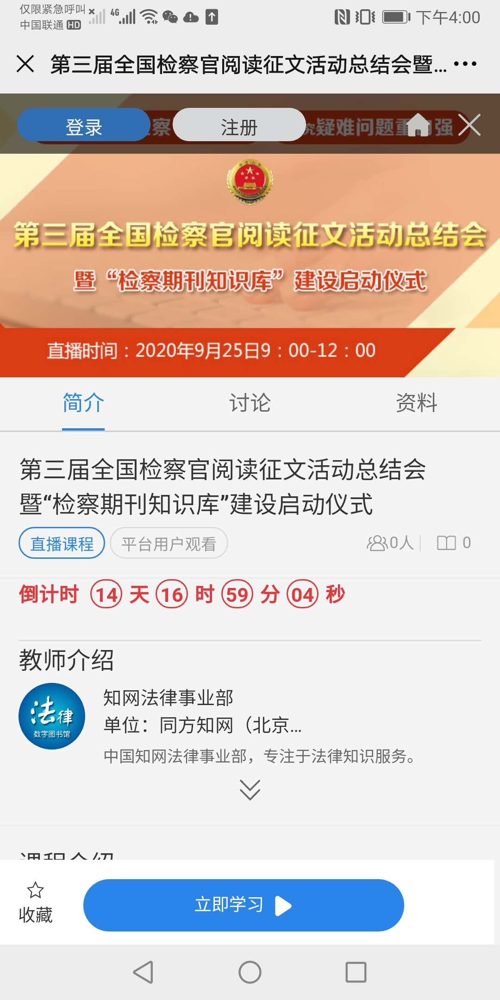 仅限紧急呼叫
中国联通 HD
4G
下午4:00
第三届全国检察官阅读征文活动总结会暨...
登录
注册
察
究疑难问题重
强
第三届全国检察官阅读征文活动总结会
暨“检察期刊知识库”建设启动仪式
直播时间：2020年9月25日9：00-12：00
简介
讨论
资料
第三届全国检察官阅读征文活动总结会
暨“检察期刊知识库”建设启动仪式
直播课程
平台用户观看
0人
0
倒计时 14 天 16 时 59 分 04 秒
教师介绍
法律
数字图书馆
知网法律事业部
单位：同方知网（北京...
中国知网法律事业部，专注于法律知识服务。
课程介绍
收藏
立即学习